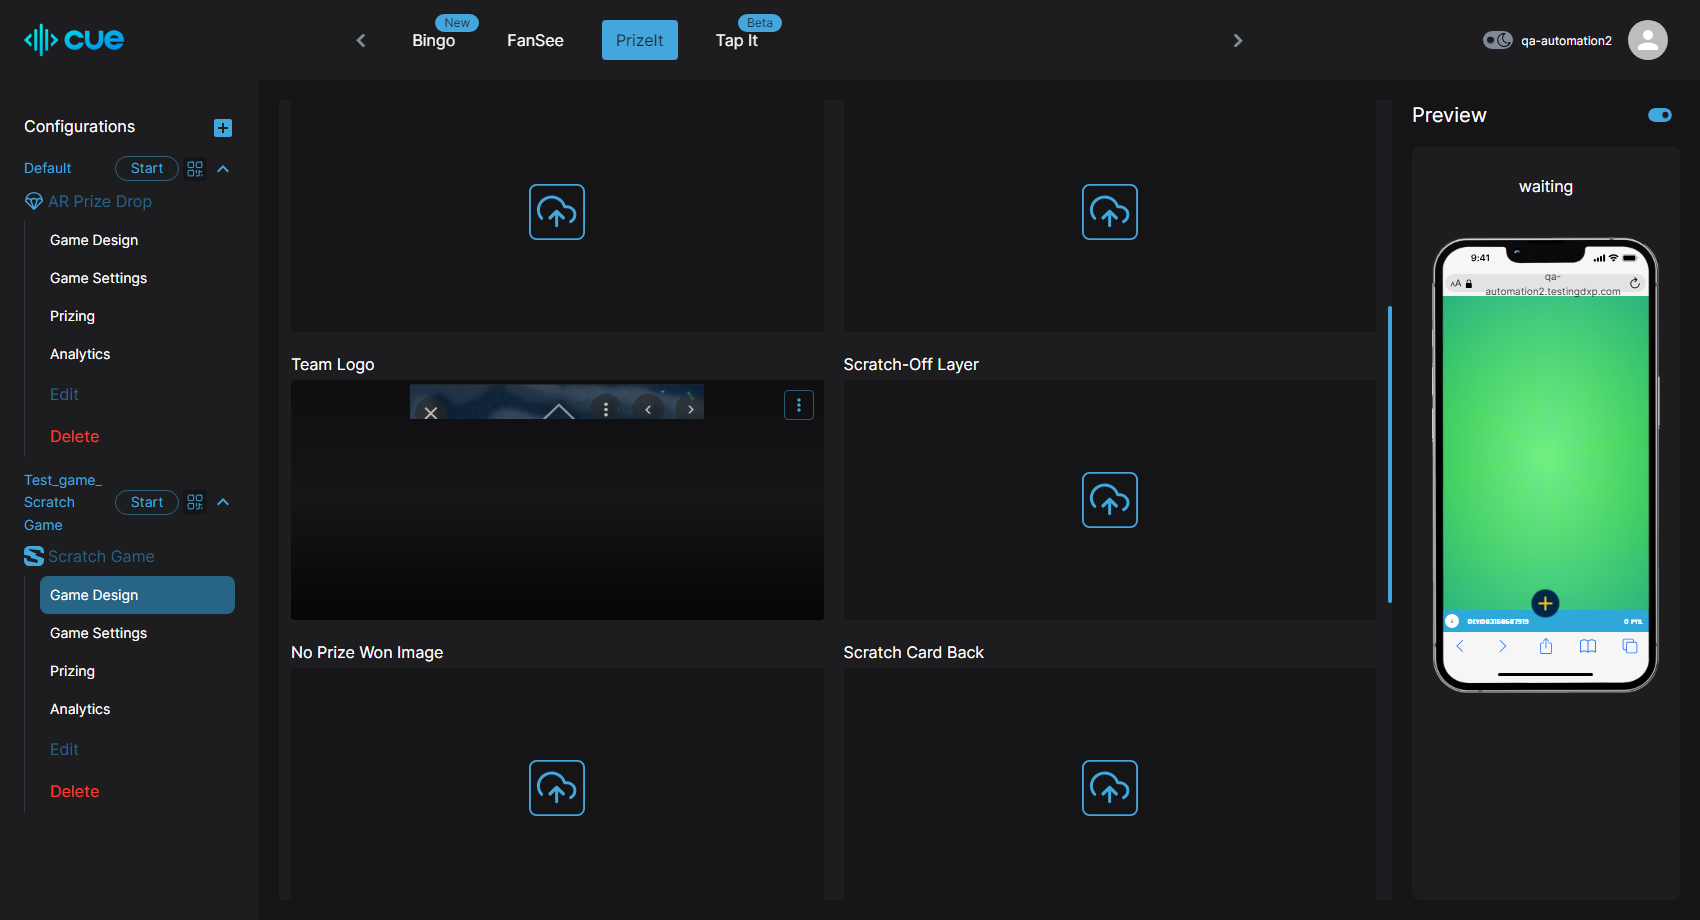 cue
Bingo
New
FanSee
PrizeIt
Tap It
Beta
qa-automation2
Configurations
Default
Start
AR Prize Drop
Game Design
Game Settings
Prizing
Analytics
Edit
Delete
Test_game_
Scratch
Game
Start
Scratch Game
Game Design
Game Settings
Prizing
Analytics
Edit
Delete
Team Logo
Scratch-Off Layer
No Prize Won Image
Scratch Card Back
Preview
waiting
9:41
AA
qa-
automation2.testingdxp.com
0 PTS.